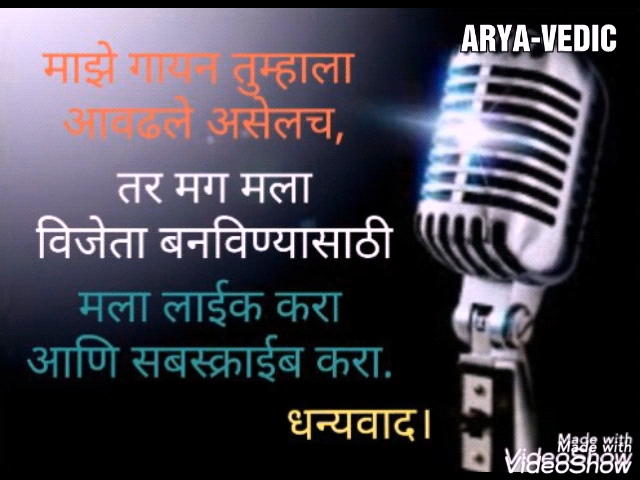 ARYA-VEDIC
माझे गायन तुम्हाला
आवढले असेलच,
तर मग मला
विजेता बनविण्यासाठी
मला लाईक करा
आणि सबस्क्राईब करा.
धन्यवाद।
Made with
Made with
VideoShow
VideoShow